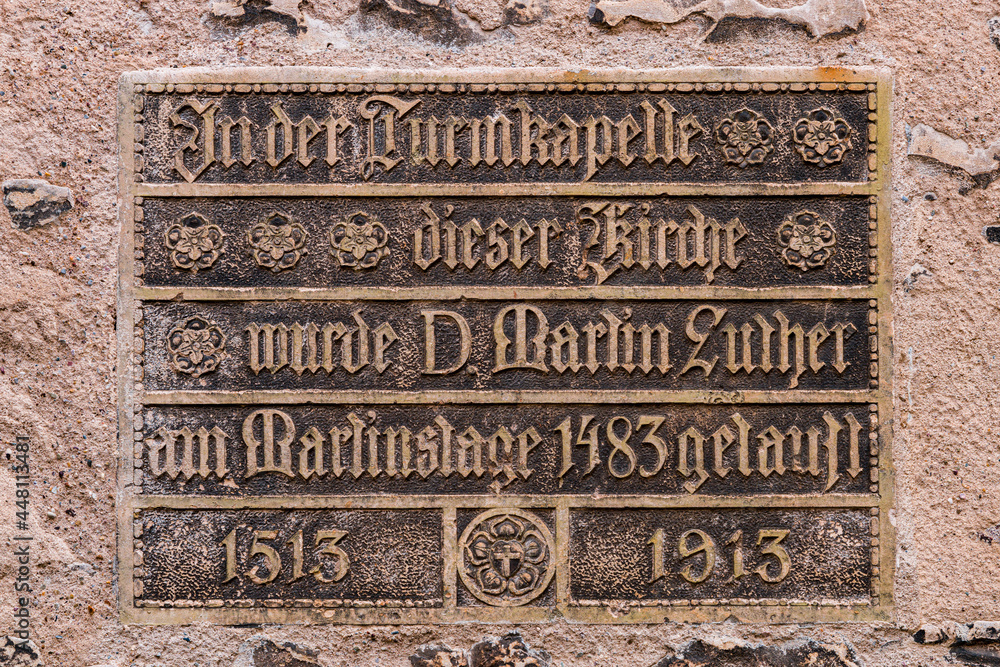 In der Turmkapelle
dieser Kirche
wurde D. Martin Luther
am Martinstage 1483 getauft
1513 1913
Adobe Stock | #448113481